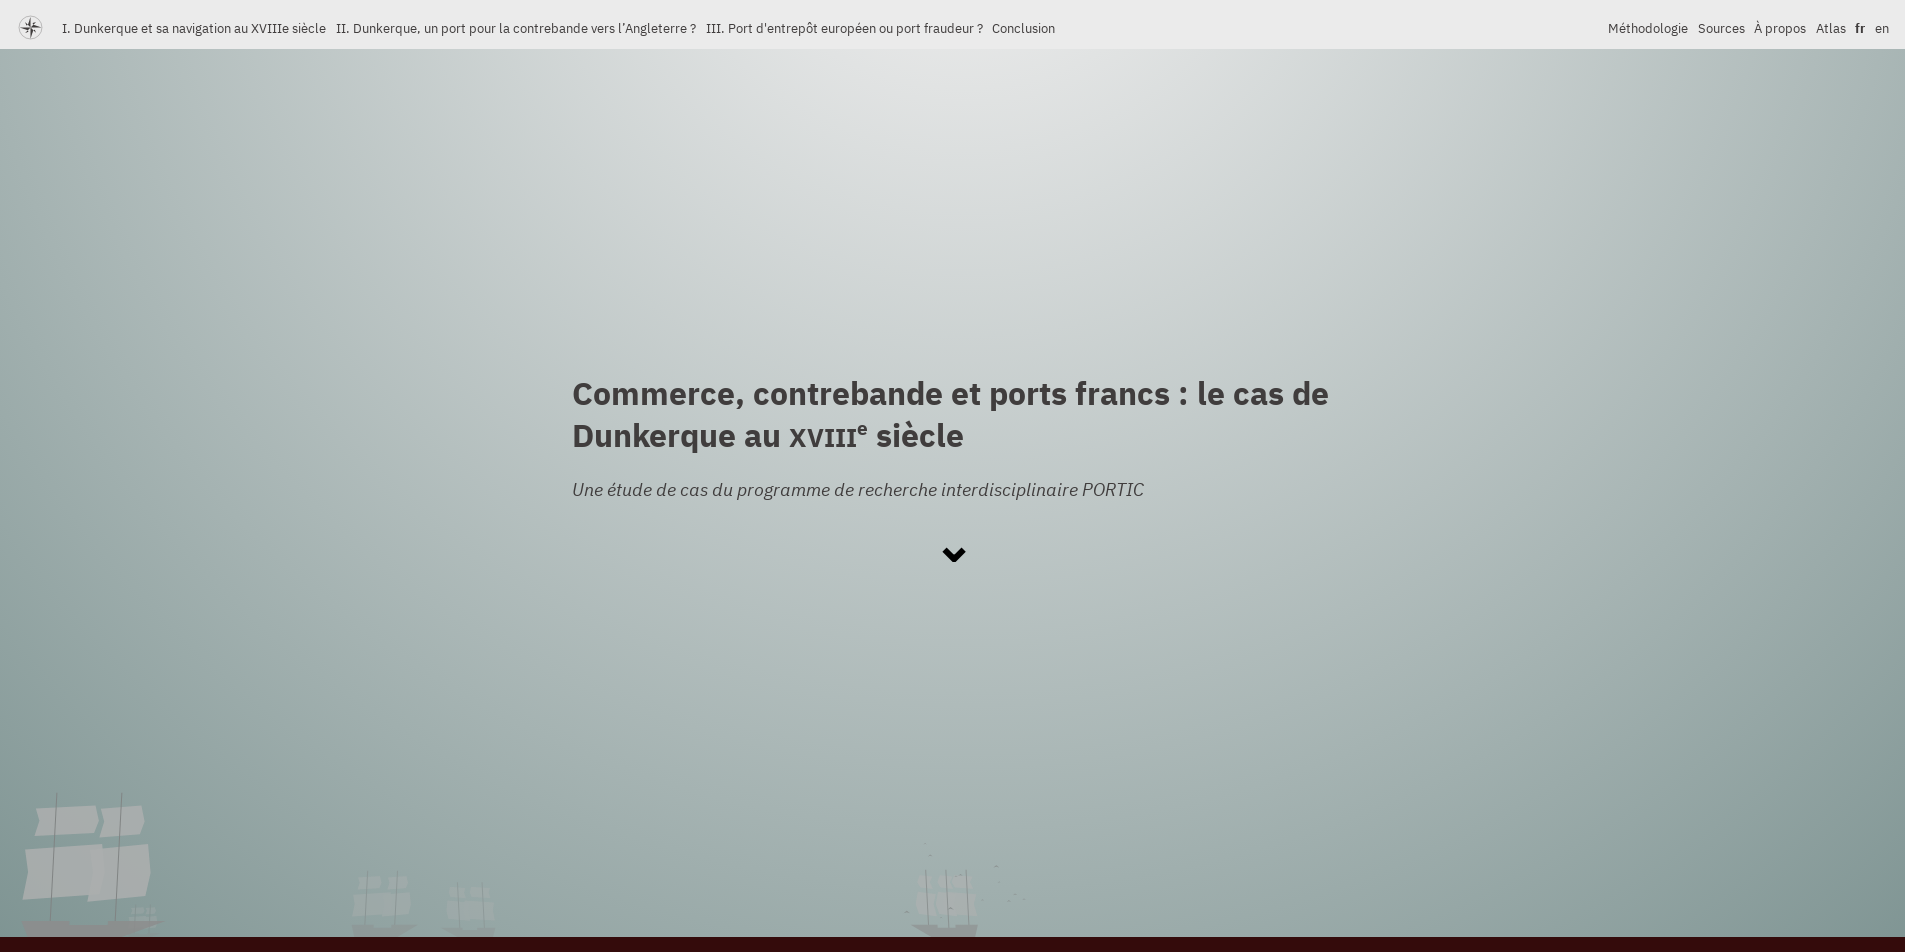 I. Dunkerque et sa navigation au XVIIIe siècle II. Dunkerque, un port pour la contrebande vers l’Angleterre ? III. Port d'entrepôt européen ou port fraudeur ? Conclusion Méthodologie Sources À propos Atlas fr en
Commerce, contrebande et ports francs : le cas de
Dunkerque au XVIIIe siècle
Une étude de cas du programme de recherche interdisciplinaire PORTIC